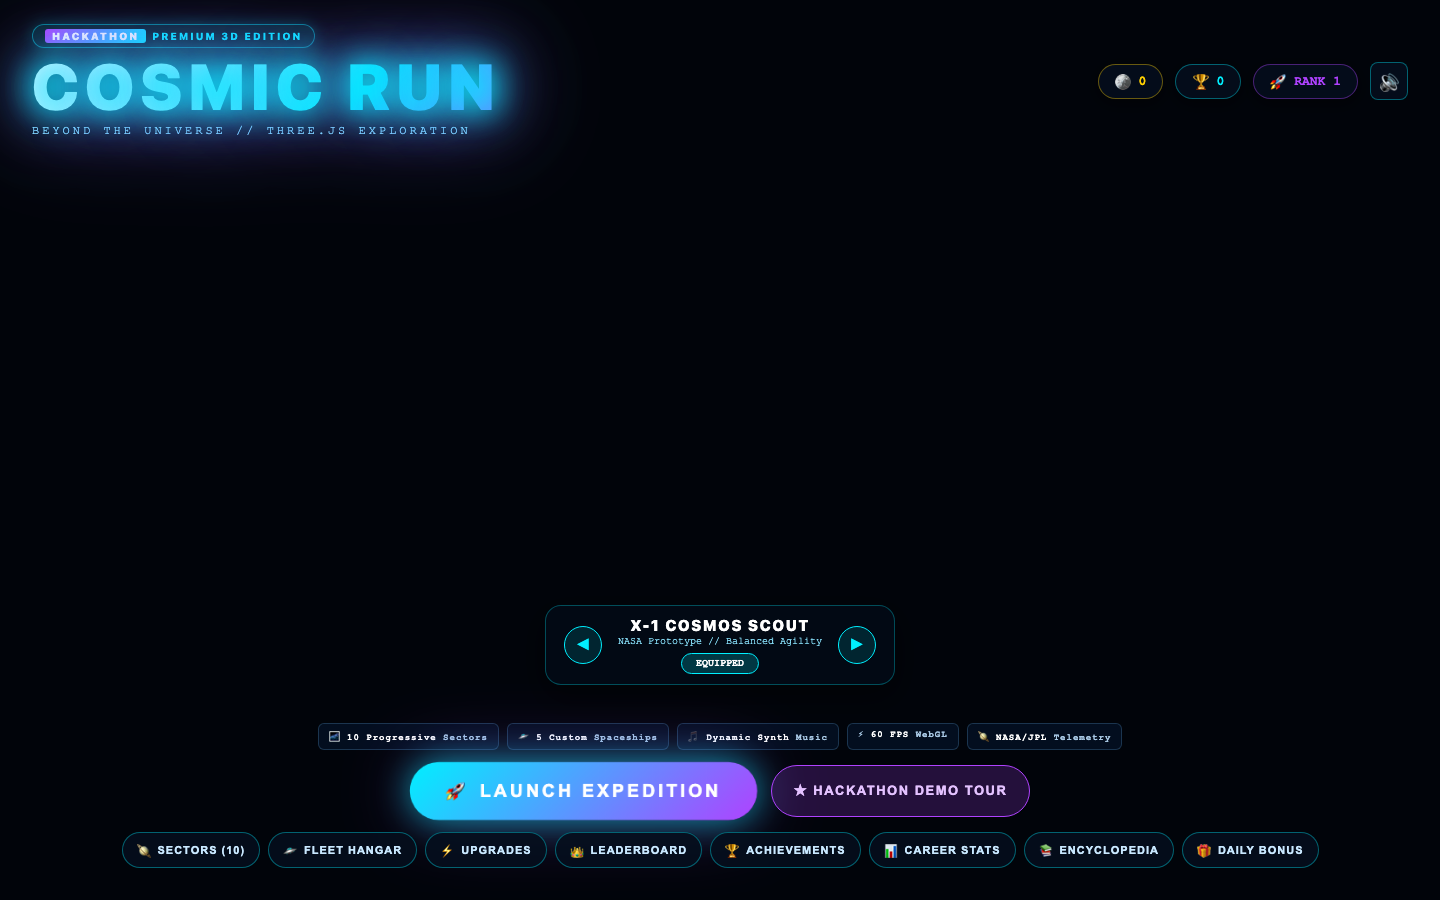 HACKATHON PREMIUM 3D EDITION
COSMIC RUN
BEYOND THE UNIVERSE // THREE.JS EXPLORATION
0
0
RANK 1
X-1 COSMOS SCOUT
NASA Prototype // Balanced Agility
EQUIPPED
10 Progressive Sectors
5 Custom Spaceships
Dynamic Synth Music
60 FPS WebGL
NASA/JPL Telemetry
LAUNCH EXPEDITION
★ HACKATHON DEMO TOUR
SECTORS (10)
FLEET HANGAR
UPGRADES
LEADERBOARD
ACHIEVEMENTS
CAREER STATS
ENCYCLOPEDIA
DAILY BONUS